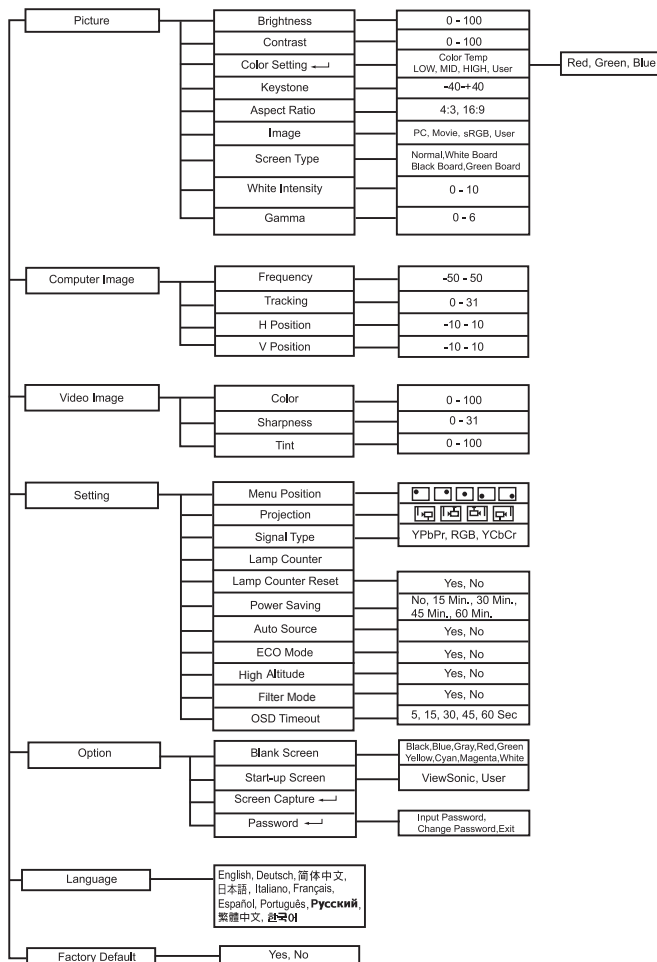 Picture
Brightness
0 - 100
Contrast
0 - 100
Color Setting ↵
Color Temp
LOW, MID, HIGH, User
Red, Green, Blue
Keystone
-40-+40
Aspect Ratio
4:3, 16:9
Image
PC, Movie, sRGB, User
Screen Type
Normal,White Board
Black Board,Green Board
White Intensity
0 - 10
Gamma
0 - 6
Computer Image
Frequency
-50 - 50
Tracking
0 - 31
H Position
-10 - 10
V Position
-10 - 10
Video Image
Color
0 - 100
Sharpness
0 - 31
Tint
0 - 100
Setting
Menu Position
Projection
Signal Type
YPbPr, RGB, YCbCr
Lamp Counter
Lamp Counter Reset
Yes, No
Power Saving
No, 15 Min., 30 Min.,
45 Min., 60 Min.
Auto Source
Yes, No
ECO Mode
Yes, No
High Altitude
Yes, No
Filter Mode
Yes, No
OSD Timeout
5, 15, 30, 45, 60 Sec
Option
Blank Screen
Black,Blue,Gray,Red,Green
Yellow,Cyan,Magenta,White
Start-up Screen
ViewSonic, User
Screen Capture ↵
Password ↵
Input Password,
Change Password,Exit
Language
English, Deutsch, 简体中文,
日本語, Italiano, Français,
Español, Português, Русский,
繁體中文, 한국어
Factory Default
Yes, No